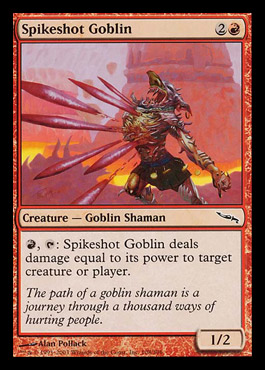 Spikeshot Goblin 2
Creature — Goblin Shaman
: Spikeshot Goblin deals
damage equal to its power to target
creature or player.
The path of a goblin shaman is a
journey through a thousand ways of
hurting people.
Alan Pollack
1/2